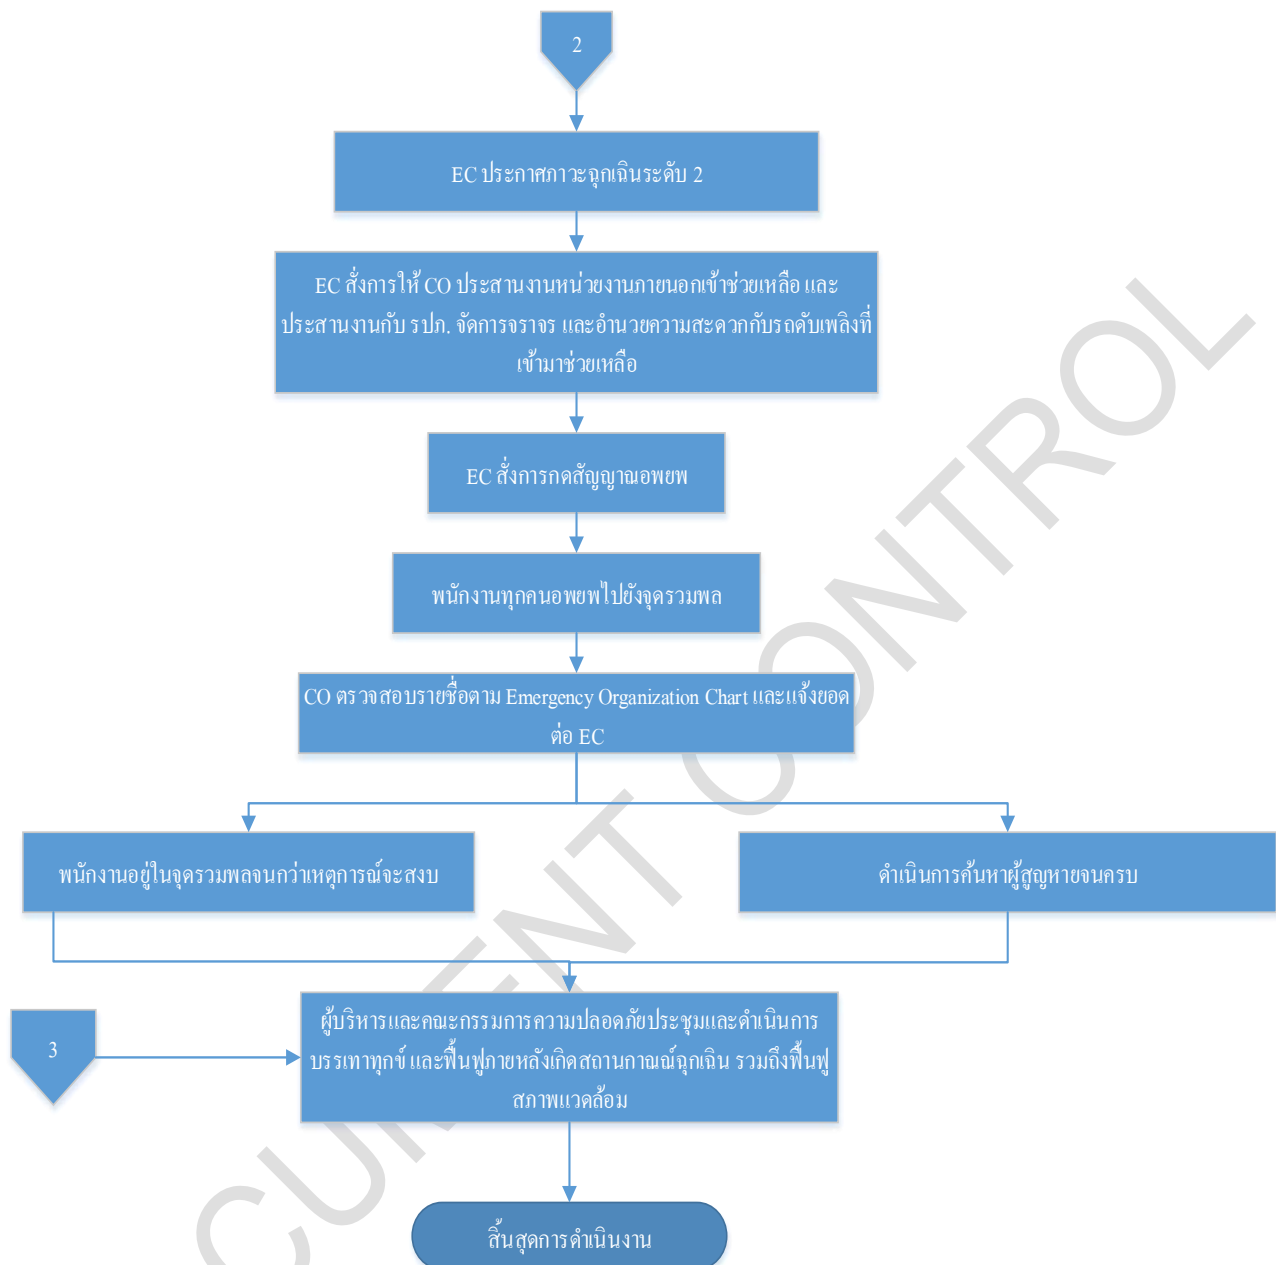 2
EC ประกาศภาวะฉุกเฉินระดับ 2
EC สั่งการให้ CO ประสานงานหน่วยงานภายนอกเข้าช่วยเหลือ และ
ประสานงานกับ รปภ. จัดการจราจร และอำนวยความสะดวกกับรถดับเพลิงที่
เข้ามาช่วยเหลือ
EC สั่งการกดสัญญาณอพยพ
พนักงานทุกคนอพยพไปยังจุดรวมพล
CO ตรวจสอบรายชื่อตาม Emergency Organization Chart และแจ้งยอด
ต่อ EC
พนักงานอยู่ในจุดรวมพลจนกว่าเหตุการณ์จะสงบ
ดำเนินการค้นหาผู้สูญหายจนครบ
3
ผู้บริหารและคณะกรรมการความปลอดภัยประชุมและดำเนินการ
บรรเทาทุกข์ และฟื้นฟูภายหลังเกิดสถานกาณณ์ฉุกเฉิน รวมถึงฟื้นฟู
สภาพแวดล้อม
สิ้นสุดการดำเนินงาน
CUMENT CONTROL